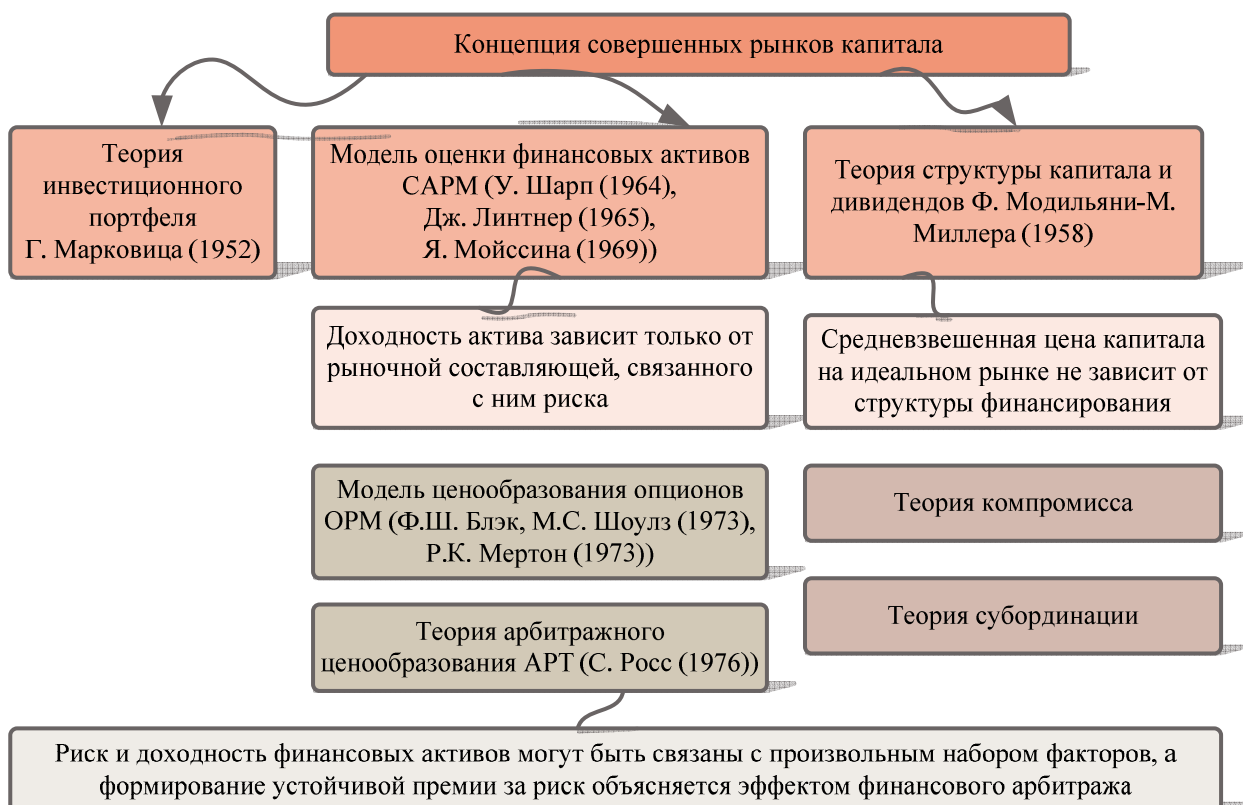 Концепция совершенных рынков капитала
Теория
инвестиционного
портфеля
Г. Марковица (1952)
Модель оценки финансовых активов
САРМ (У. Шарп (1964),
Дж. Линтнер (1965),
Я. Мойссина (1969))
Теория структуры капитала и
дивидендов Ф. Модильяни-М.
Миллера (1958)
Доходность актива зависит только от
рыночной составляющей, связанного
с ним риска
Средневзвешенная цена капитала
на идеальном рынке не зависит от
структуры финансирования
Модель ценообразования опционов
ОРМ (Ф.Ш. Блэк, М.С. Шоулз (1973),
Р.К. Мертон (1973))
Теория компромисса
Теория субординации
Теория арбитражного
ценообразования АРТ (С. Росс (1976))
Риск и доходность финансовых активов могут быть связаны с произвольным набором факторов, а
формирование устойчивой премии за риск объясняется эффектом финансового арбитража